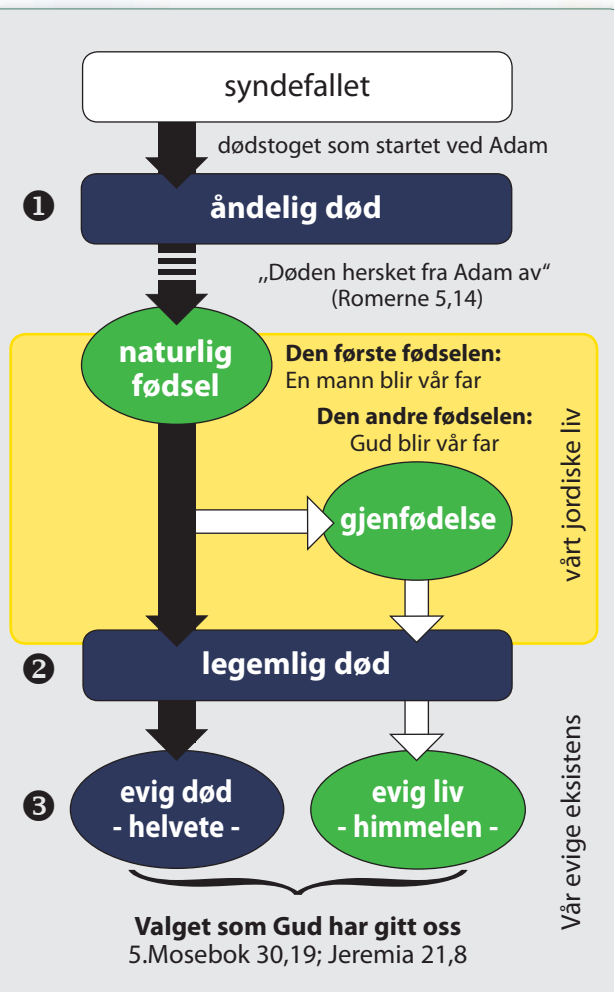 syndefallet
dødstoget som startet ved Adam
❶
åndelig død
„Døden hersket fra Adam av“
(Romerne 5,14)
naturlig
fødsel
Den første fødselen:
En mann blir vår far
Den andre fødselen:
Gud blir vår far
gjenfødelse
vårt jordiske liv
❷
legemlig død
❸
evig død
- helvete -
evig liv
- himmelen -
Vår evige eksistens
Valget som Gud har gitt oss
5.Mosebok 30,19; Jeremia 21,8